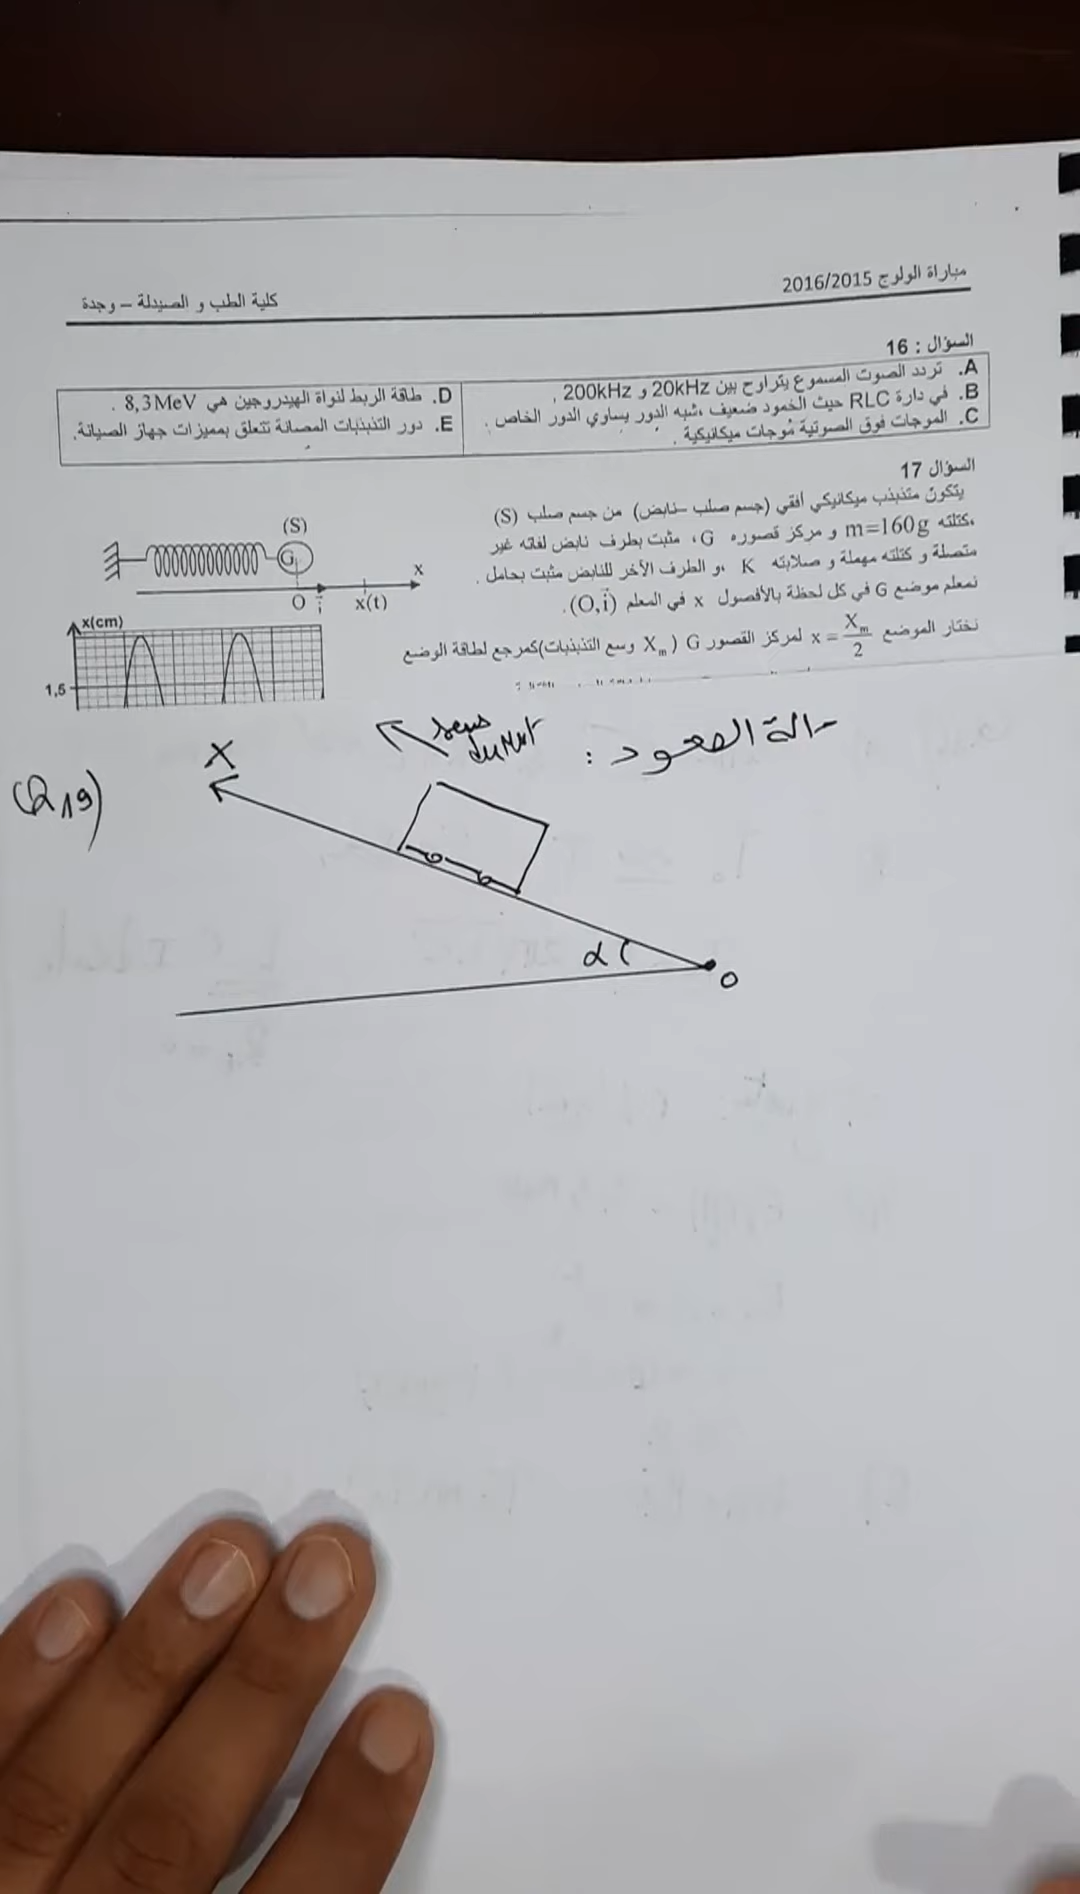 مباراة الولوج 2016/2015
كلية الطب و الصيدلة – وجدة
السؤال : 16
A. تردد الصوت المسموع يتراوح بين 20kHz و 200kHz .
B. في دارة RLC حيث الخمود ضعيف ،شبه الدور يساوي الدور الخاص .
C. الموجات فوق الصوتية موجات ميكانيكية .
D. طاقة الربط لنواة الهيدروجين هي 8,3MeV .
E. دور التذبذبات المصانة تتعلق بمميزات جهاز الصيانة.
السؤال 17
يتكون متذبذب ميكانيكي أفقي (جسم صلب –نابض) من جسم صلب (S)
،كتلته m=160g و مركز قصوره G، مثبت بطرف نابض لفاته غير
متصلة و كتلته مهملة و صلابته K ،و الطرف الآخر للنابض مثبت بحامل .
نمعلم موضع G في كل لحظة بالأفصول x في المعلم (O,i⃗).
نختار الموضع x = Xm/2 لمركز القصور G ( Xm وسع التذبذبات)كمرجع لطاقة الوضع
(S)
G
x
O i⃗ x(t)
x(cm)
1,5
حالة الصعود :
sens
du mvt
X
(Q19)
α
O